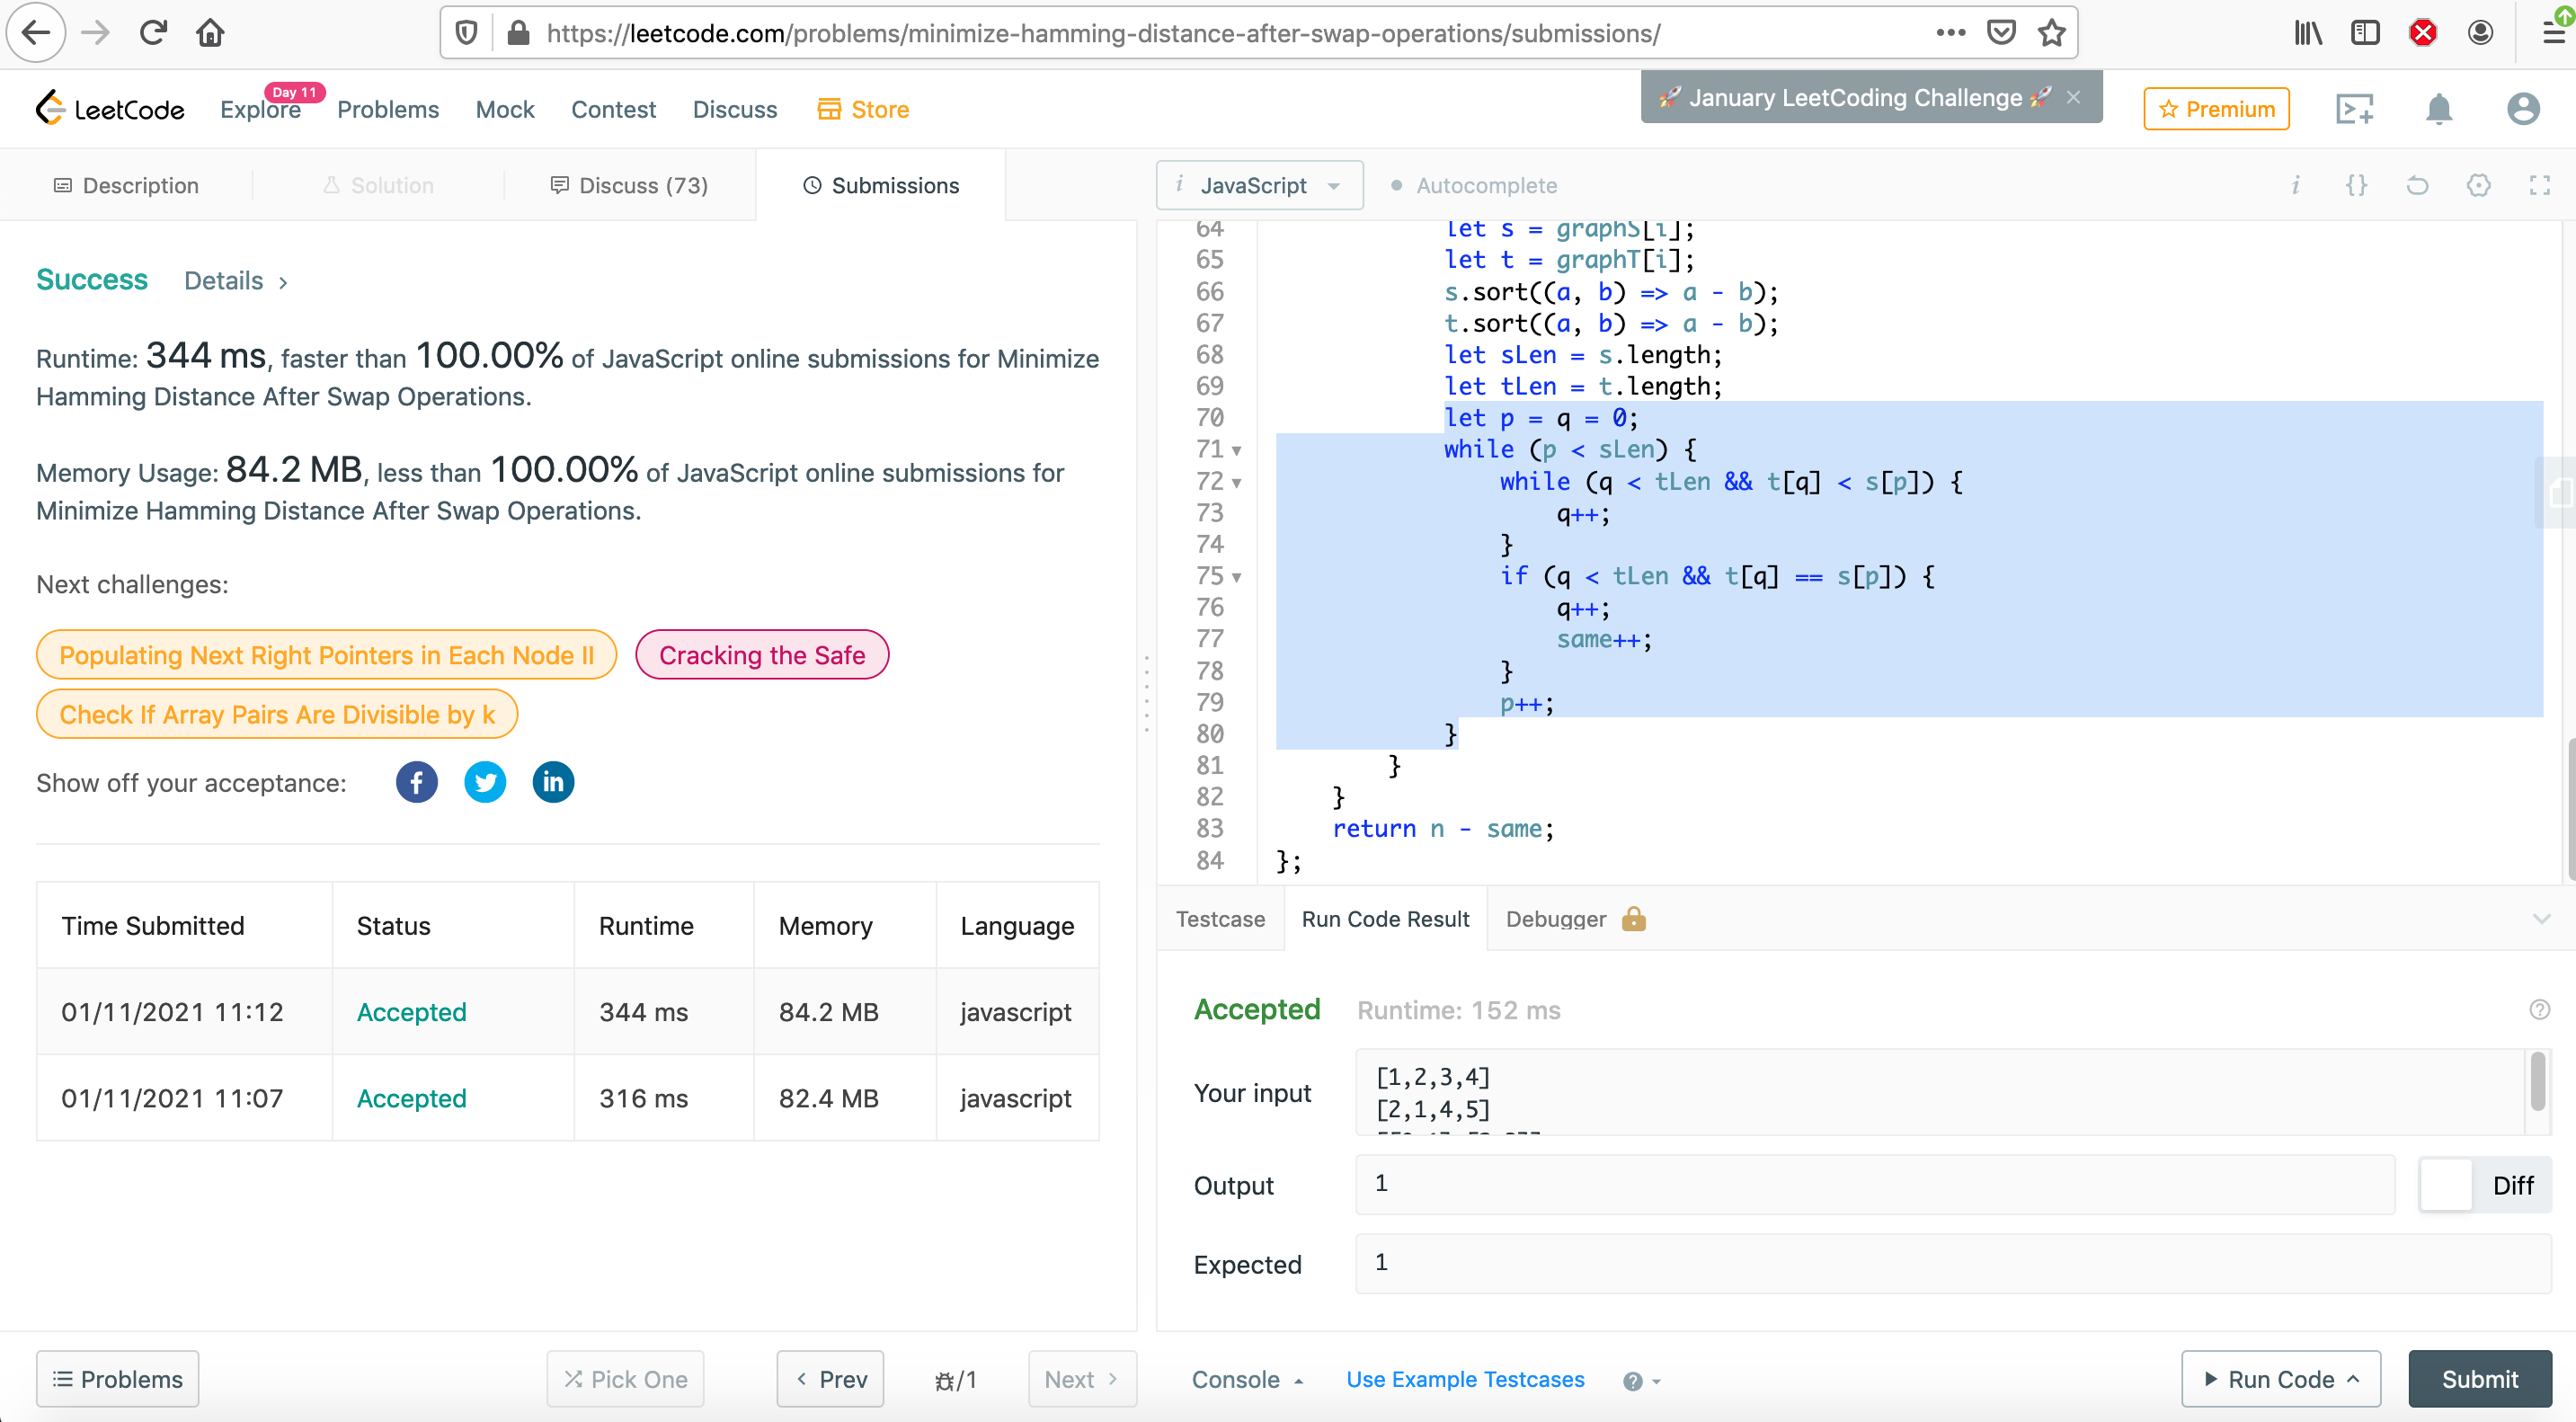 https://leetcode.com/problems/minimize-hamming-distance-after-swap-operations/submissions/
LeetCode
Explore
Day 11
Problems
Mock
Contest
Discuss
Store
🚀 January LeetCoding Challenge 🚀 ×
Premium
Description
Solution
Discuss (73)
Submissions
i JavaScript
Autocomplete
Success Details >
Runtime: 344 ms, faster than 100.00% of JavaScript online submissions for Minimize
Hamming Distance After Swap Operations.
Memory Usage: 84.2 MB, less than 100.00% of JavaScript online submissions for
Minimize Hamming Distance After Swap Operations.
Next challenges:
Populating Next Right Pointers in Each Node II
Cracking the Safe
Check If Array Pairs Are Divisible by k
Show off your acceptance:
Time Submitted Status Runtime Memory Language
01/11/2021 11:12 Accepted 344 ms 84.2 MB javascript
01/11/2021 11:07 Accepted 316 ms 82.4 MB javascript
Problems
Pick One
< Prev
/1
Next >
64 let s = graphS[i];
65 let t = graphT[i];
66 s.sort((a, b) => a - b);
67 t.sort((a, b) => a - b);
68 let sLen = s.length;
69 let tLen = t.length;
70 let p = q = 0;
71 while (p < sLen) {
72 while (q < tLen && t[q] < s[p]) {
73 q++;
74 }
75 if (q < tLen && t[q] == s[p]) {
76 q++;
77 same++;
78 }
79 p++;
80 }
81 }
82 }
83 return n - same;
84 };
Testcase
Run Code Result
Debugger
Accepted Runtime: 152 ms
Your input
[1,2,3,4]
[2,1,4,5]
Output 1
Diff
Expected 1
Console
Use Example Testcases
Run Code
Submit